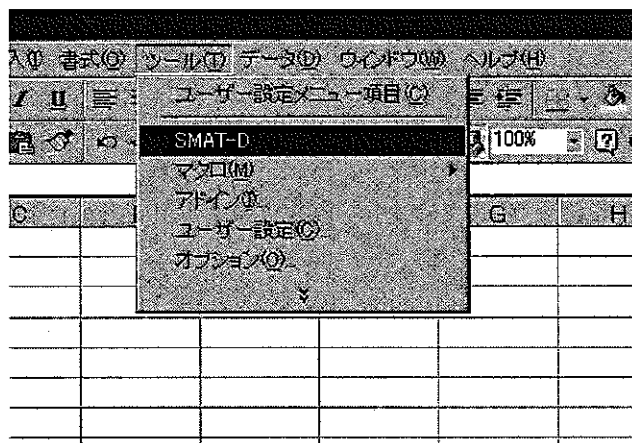 入(I) 書式(O) ツール(T) データ(D) ウィンドウ(W) ヘルプ(H)
I U
ユーザー設定メニュー項目(C)
SMAT-D
100%
マクロ(M)
アドイン(I)...
ユーザー設定(C)
オプション(O)...
C G H